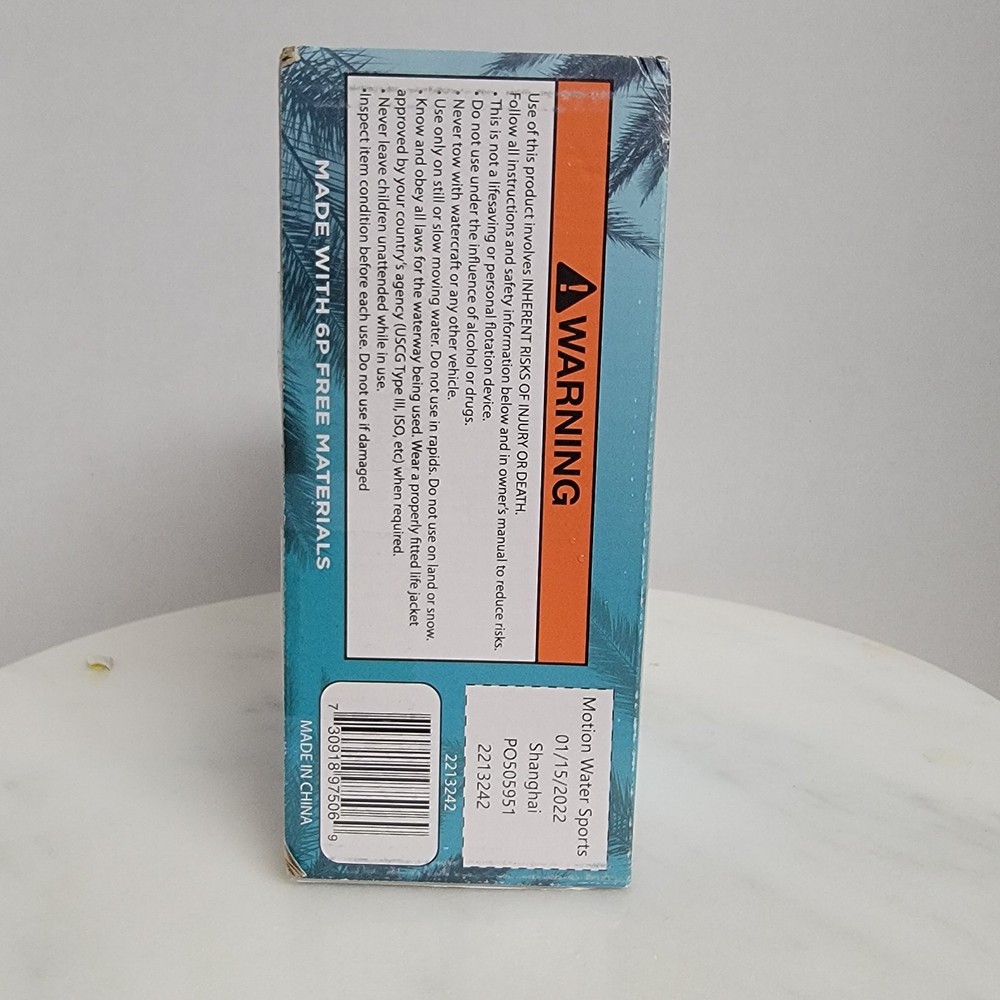 WARNING
Use of this product involves INHERENT RISKS OF INJURY OR DEATH.
Follow all instructions and safety information below and in owner's manual to reduce risks.
• This is not a lifesaving or personal flotation device.
• Do not use under the influence of alcohol or drugs.
• Never tow with watercraft or any other vehicle.
• Use only on still or slow moving water. Do not use in rapids. Do not use on land or snow.
• Know and obey all laws for the waterway being used. Wear a properly fitted life jacket
approved by your country's agency (USCG Type III, ISO, etc) when required.
• Never leave children unattended while in use.
• Inspect item condition before each use. Do not use if damaged
MADE WITH 6P FREE MATERIALS
Motion Water Sports
01/15/2022
Shanghai
PO505951
2213242
2213242
7 30918 97506 9
MADE IN CHINA